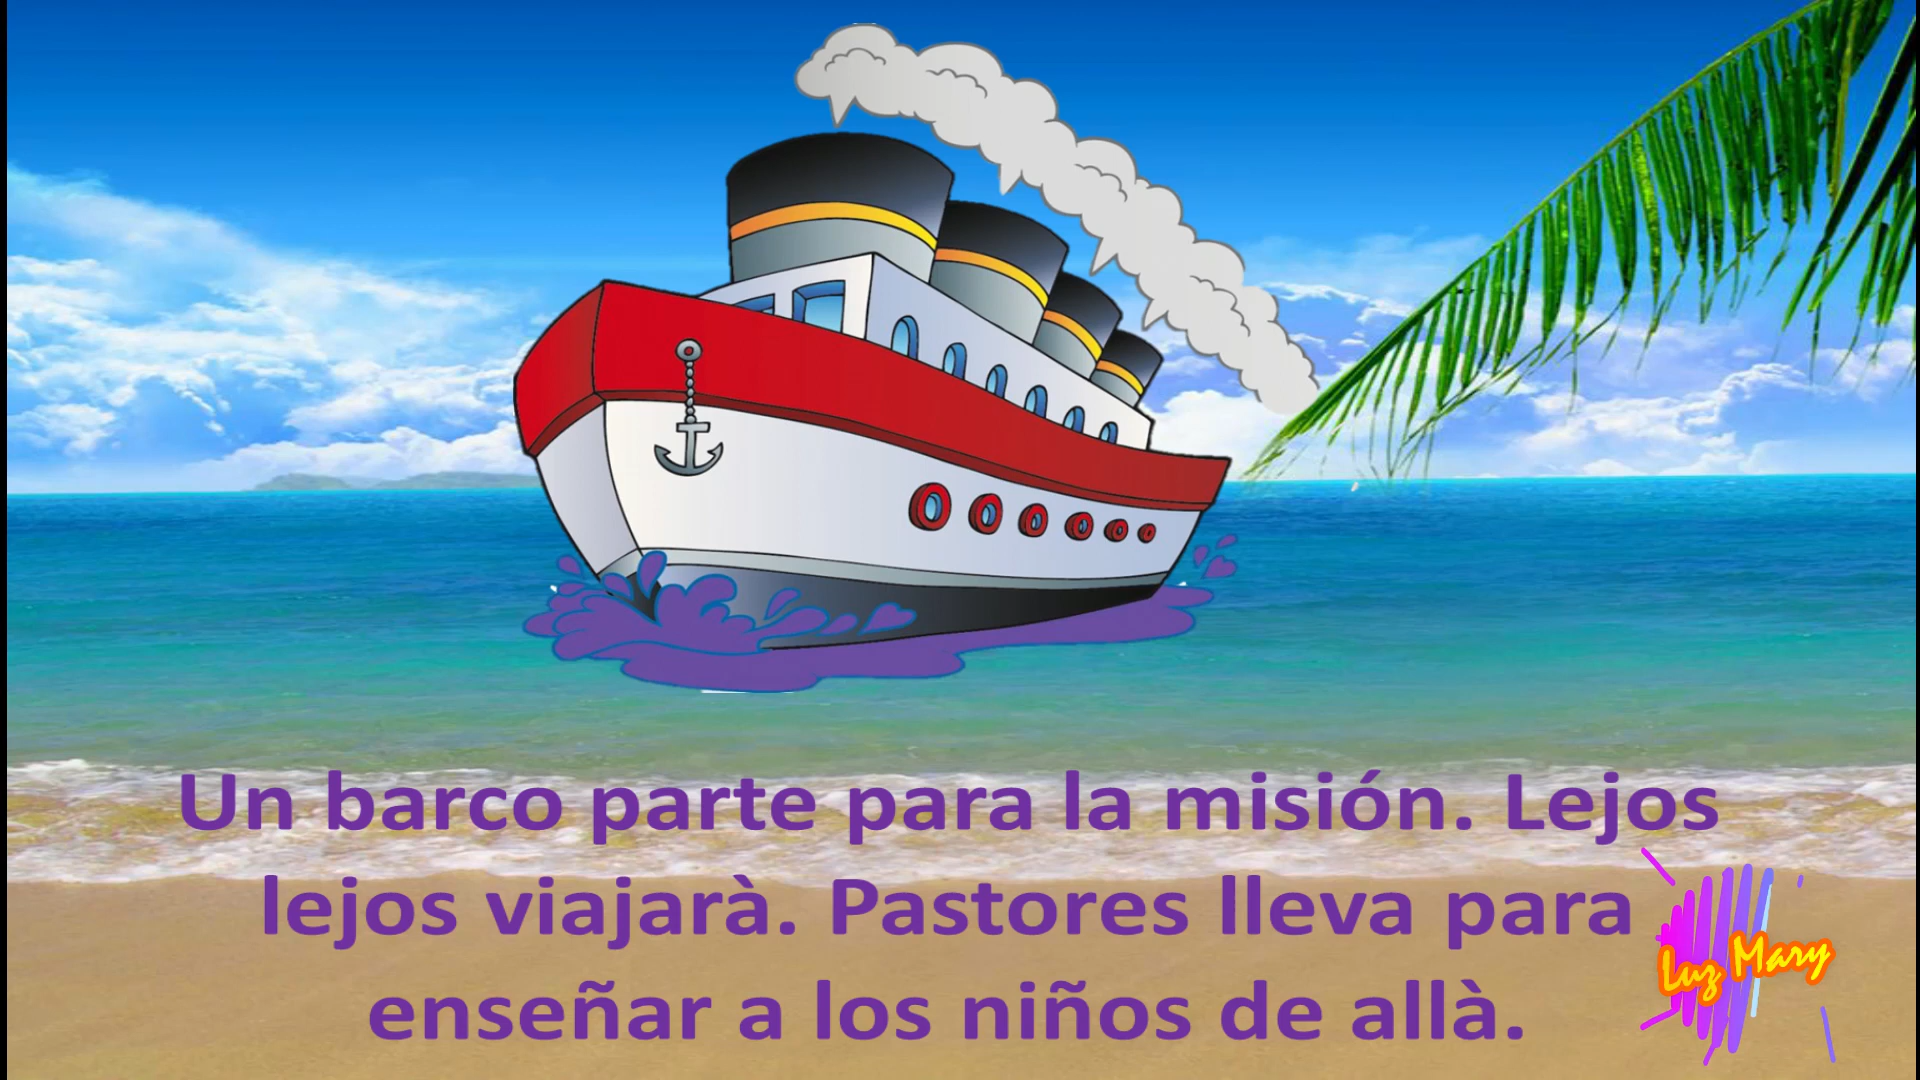 Un barco parte para la misión. Lejos
lejos viajarà. Pastores lleva para
enseñar a los niños de allà.
Luz Mary